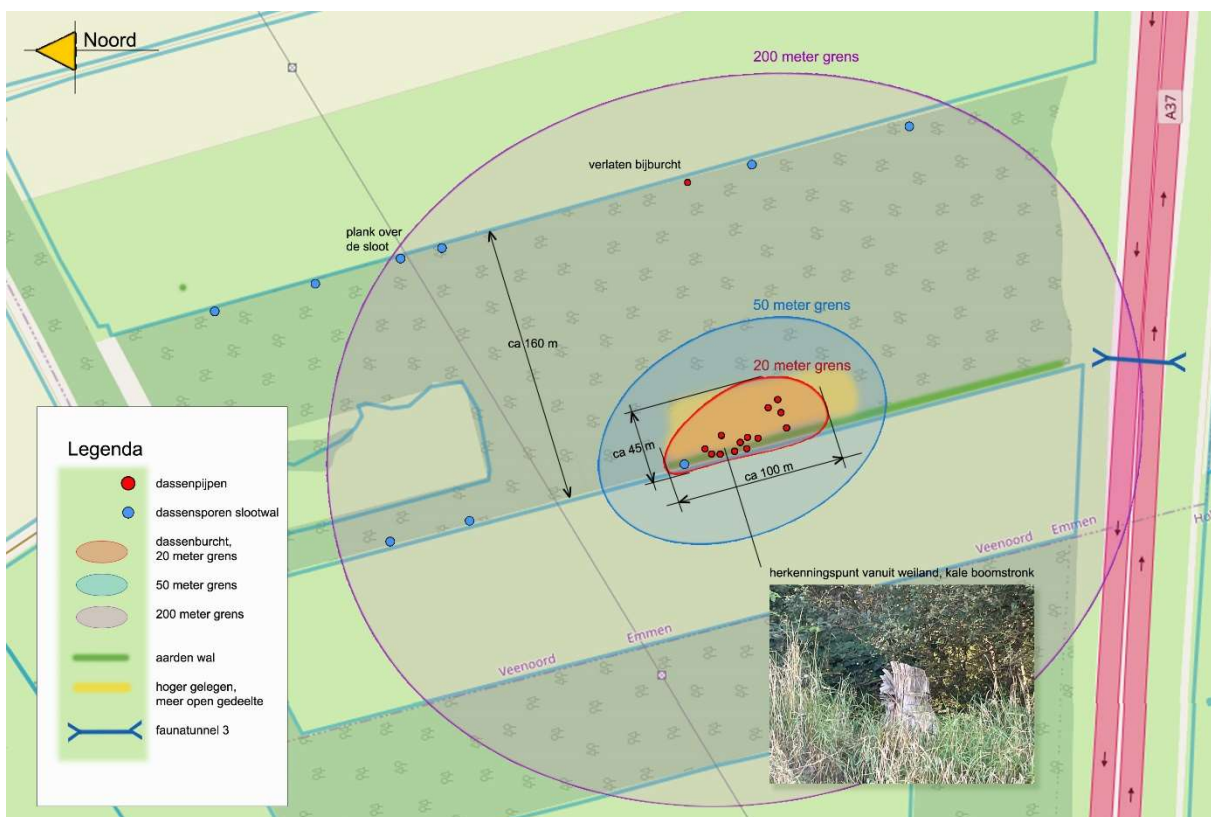 Noord
200 meter grens
A37
verlaten bijburcht
plank over
de sloot
50 meter grens
ca 160 m
20 meter grens
ca 45 m
ca 100 m
Veenoord
Emmen
Veenoord
Emmen
herkenningspunt vanuit weiland, kale boomstronk
Legenda
dassenpijpen
dassensporen slootwal
dassenburcht,
20 meter grens
50 meter grens
200 meter grens
aarden wal
hoger gelegen,
meer open gedeelte
faunatunnel 3